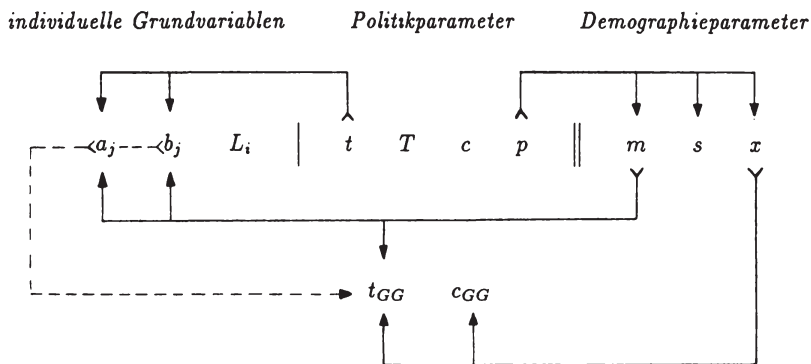 individuelle Grundvariablen Politikparameter Demographieparameter
a_j b_j L_i | t T c p || m s x
t_GG c_GG